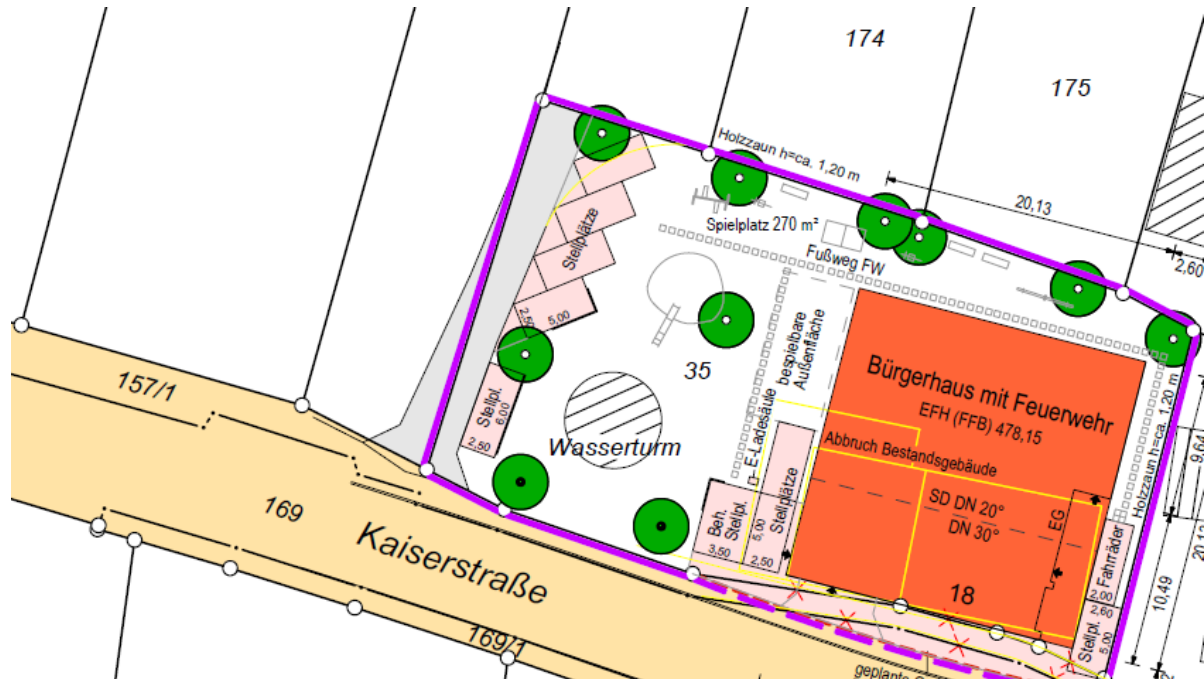 174
175
Holzzaun h=ca. 1,20 m
20,13
2,60
Spielplatz 270 m²
Fußweg FW
Stellplätze
2,50
5,00
bespielbare
Außenfläche
35
Bürgerhaus mit Feuerwehr
EFH (FFB) 478,15
157/1
Stellpl.
6,00
2,50
Wasserturm
E-Ladesäule
Abbruch Bestandsgebäude
Holzzaun h=ca. 1,20 m
9,64
SD DN 20°
DN 30°
EG
169
Kaiserstraße
Beh.
Stellpl.
3,50
5,00
Stellplätze
2,50
18
Fahrräder
2,00
2,60
Stellpl.
5,00
10,49
20,12
169/1
geplante